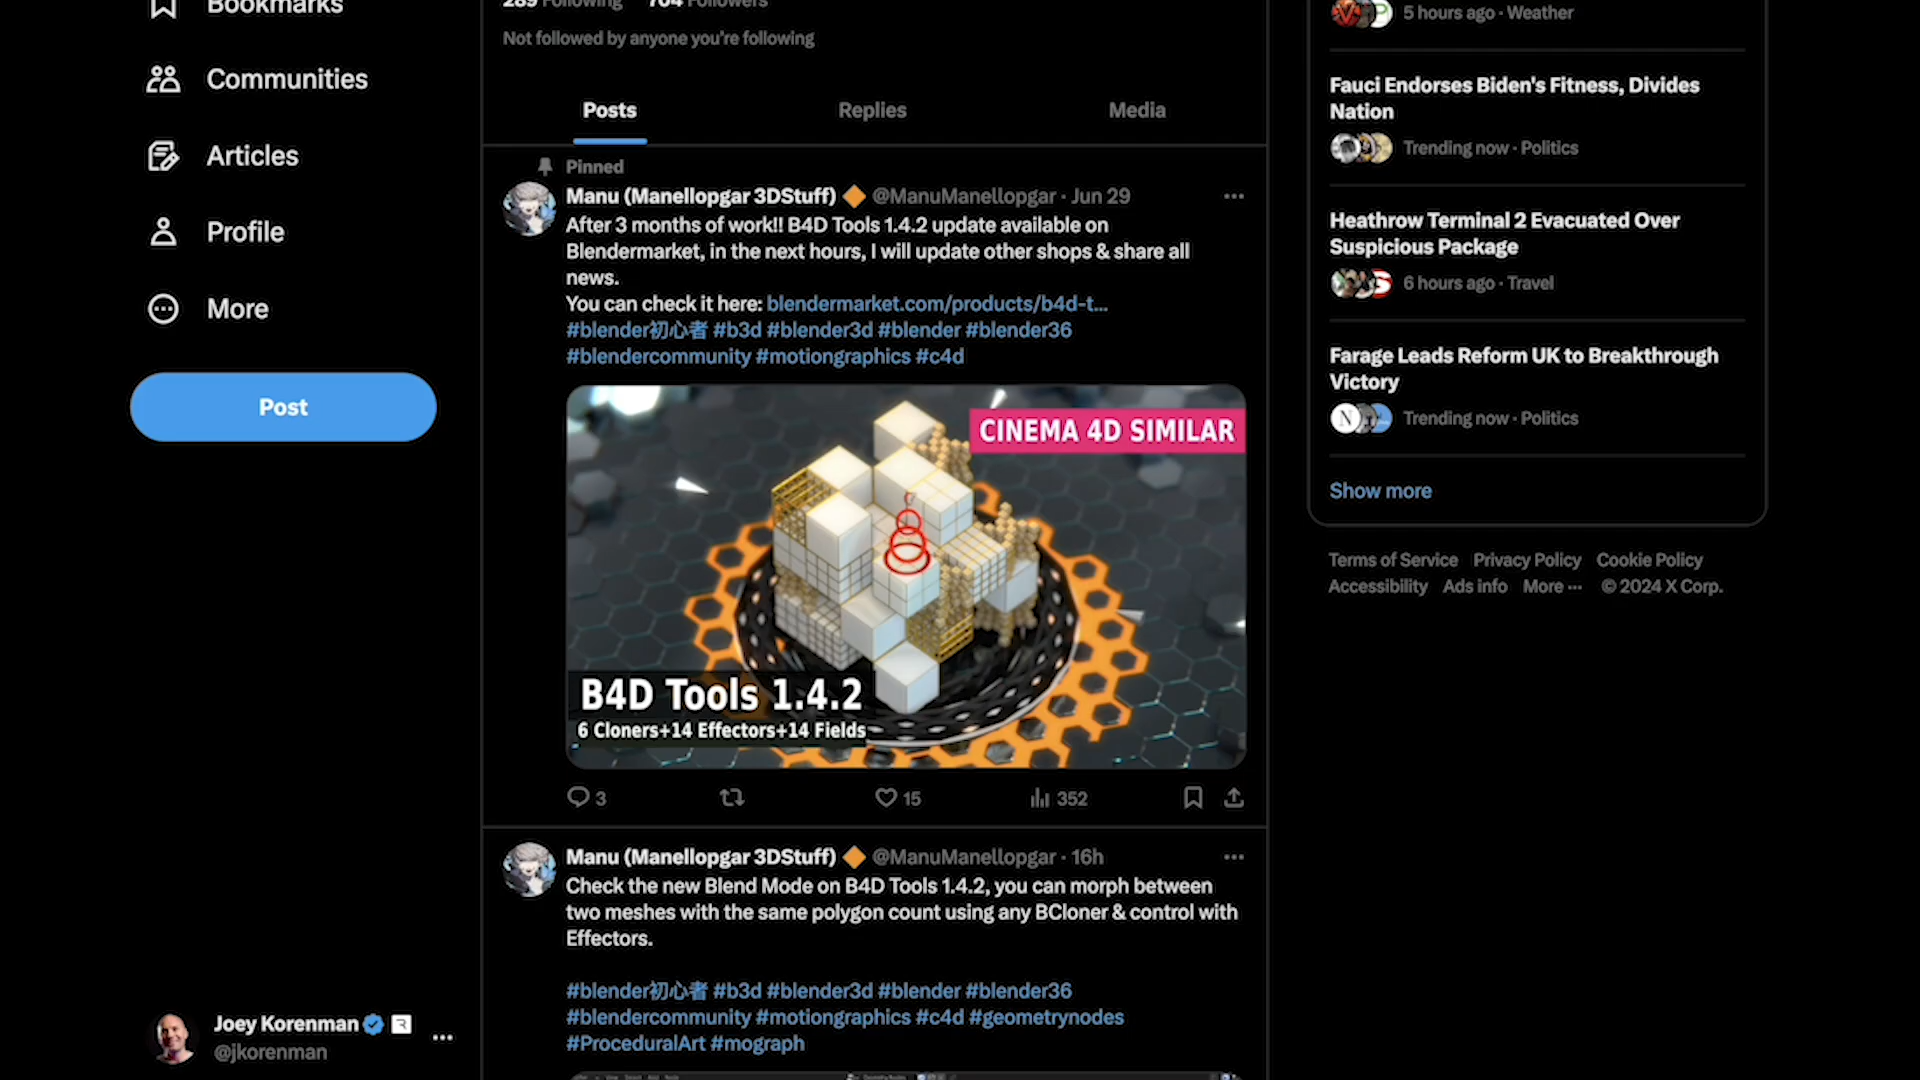 Bookmarks
Communities
Articles
Profile
More
Post
Joey Korenman
@jkorenman
289 Following 704 Followers
Not followed by anyone you're following
Posts
Replies
Media
Pinned
Manu (Manellopgar 3DStuff) 🔶 @ManuManellopgar · Jun 29
After 3 months of work!! B4D Tools 1.4.2 update available on
Blendermarket, in the next hours, I will update other shops & share all
news.
You can check it here: blendermarket.com/products/b4d-t...
#blender初心者 #b3d #blender3d #blender #blender36
#blendercommunity #motiongraphics #c4d
CINEMA 4D SIMILAR
B4D Tools 1.4.2
6 Cloners+14 Effectors+14 Fields
3 15 352
Manu (Manellopgar 3DStuff) 🔶 @ManuManellopgar · 16h
Check the new Blend Mode on B4D Tools 1.4.2, you can morph between
two meshes with the same polygon count using any BCloner & control with
Effectors.
#blender初心者 #b3d #blender3d #blender #blender36
#blendercommunity #motiongraphics #c4d #geometrynodes
#ProceduralArt #mograph
5 hours ago · Weather
Fauci Endorses Biden's Fitness, Divides
Nation
Trending now · Politics
Heathrow Terminal 2 Evacuated Over
Suspicious Package
6 hours ago · Travel
Farage Leads Reform UK to Breakthrough
Victory
N
Trending now · Politics
Show more
Terms of Service Privacy Policy Cookie Policy
Accessibility Ads info More ··· © 2024 X Corp.